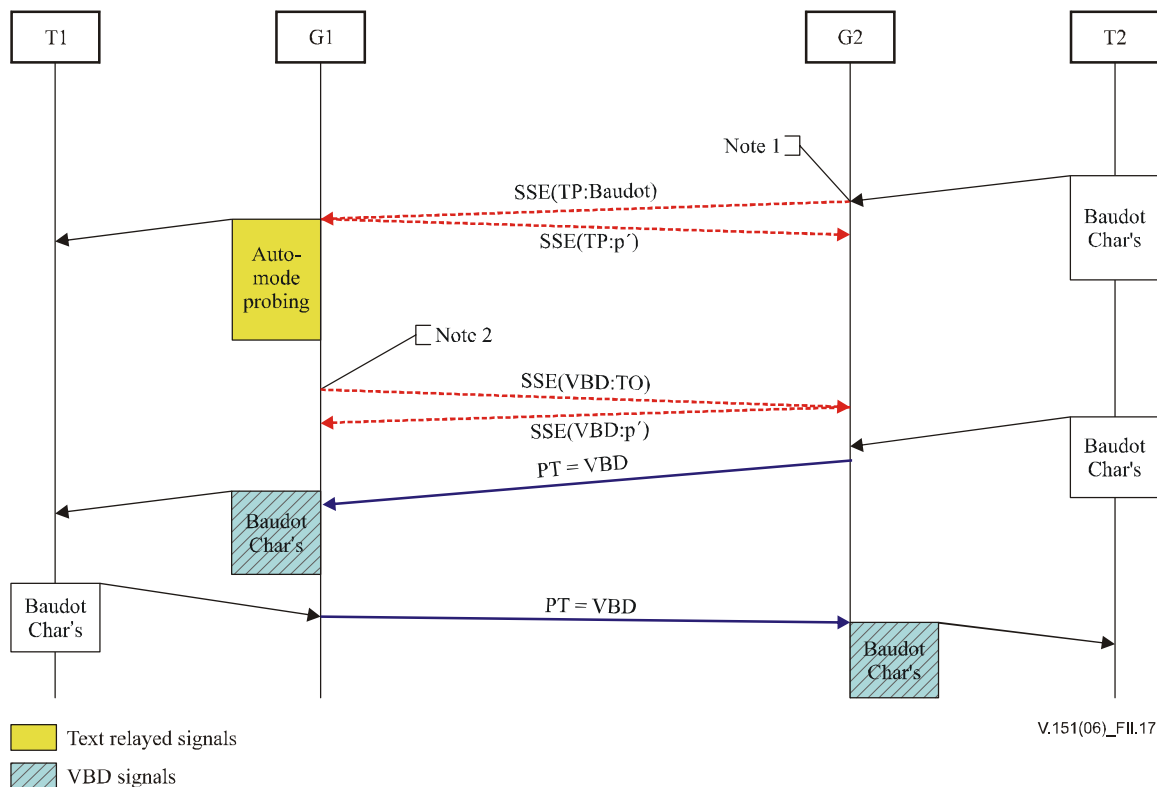 T1
G1
G2
T2
Note 1
SSE(TP:Baudot)
SSE(TP:p´)
Baudot
Char's
Auto-
mode
probing
Note 2
SSE(VBD:TO)
SSE(VBD:p´)
PT = VBD
Baudot
Char's
Baudot
Char's
Baudot
Char's
PT = VBD
Baudot
Char's
Text relayed signals
VBD signals
V.151(06)_FII.17